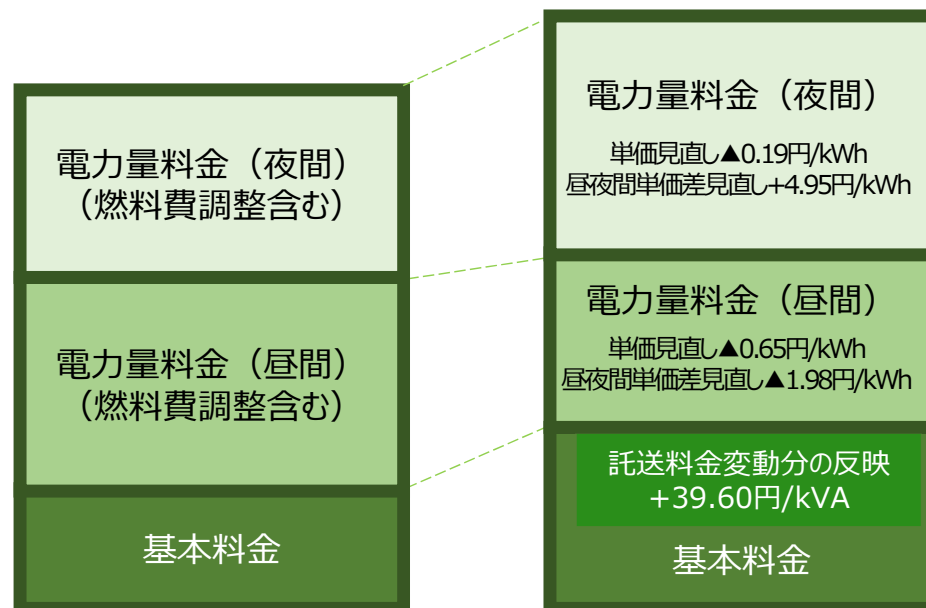 電力量料金（夜間）
（燃料費調整含む）
電力量料金（昼間）
（燃料費調整含む）
基本料金
電力量料金（夜間）
単価見直し▲0.19円/kWh
昼夜間単価差見直し+4.95円/kWh
電力量料金（昼間）
単価見直し▲0.65円/kWh
昼夜間単価差見直し▲1.98円/kWh
託送料金変動分の反映
+39.60円/kVA
基本料金